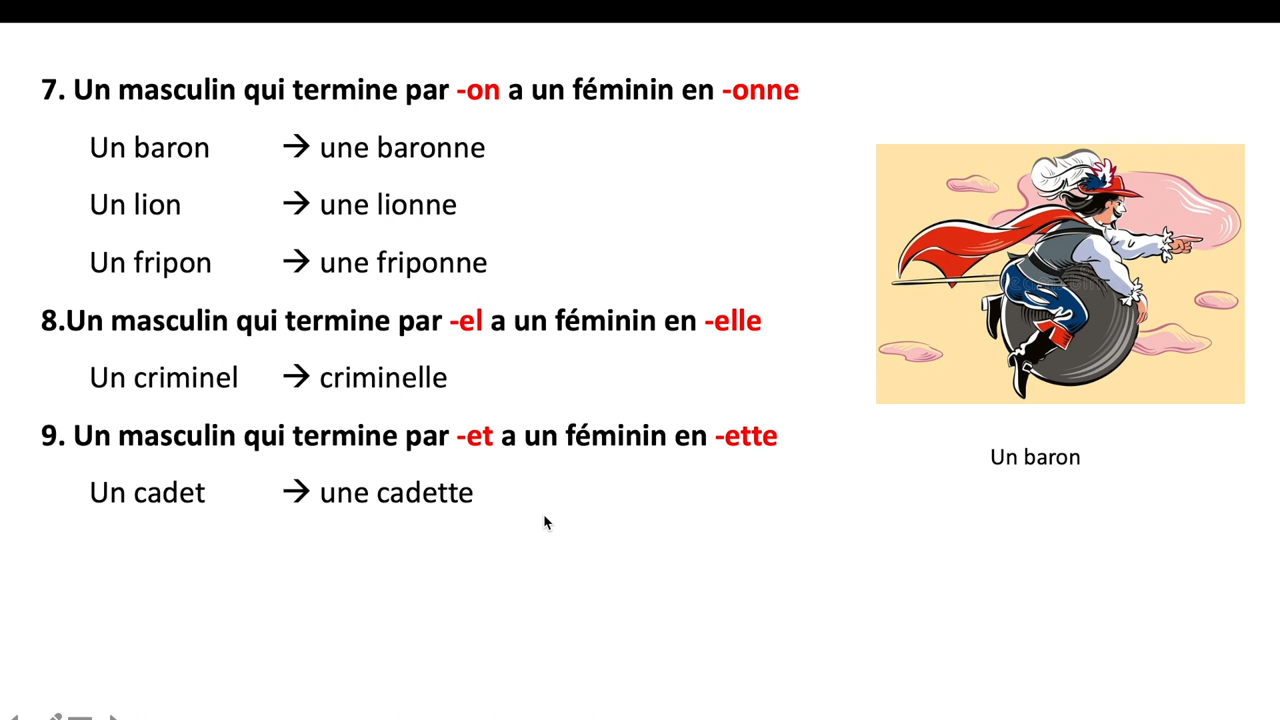 7. Un masculin qui termine par -on a un féminin en -onne
Un baron → une baronne
Un lion → une lionne
Un fripon → une friponne
8.Un masculin qui termine par -el a un féminin en -elle
Un criminel → criminelle
9. Un masculin qui termine par -et a un féminin en -ette
Un cadet → une cadette
Un baron